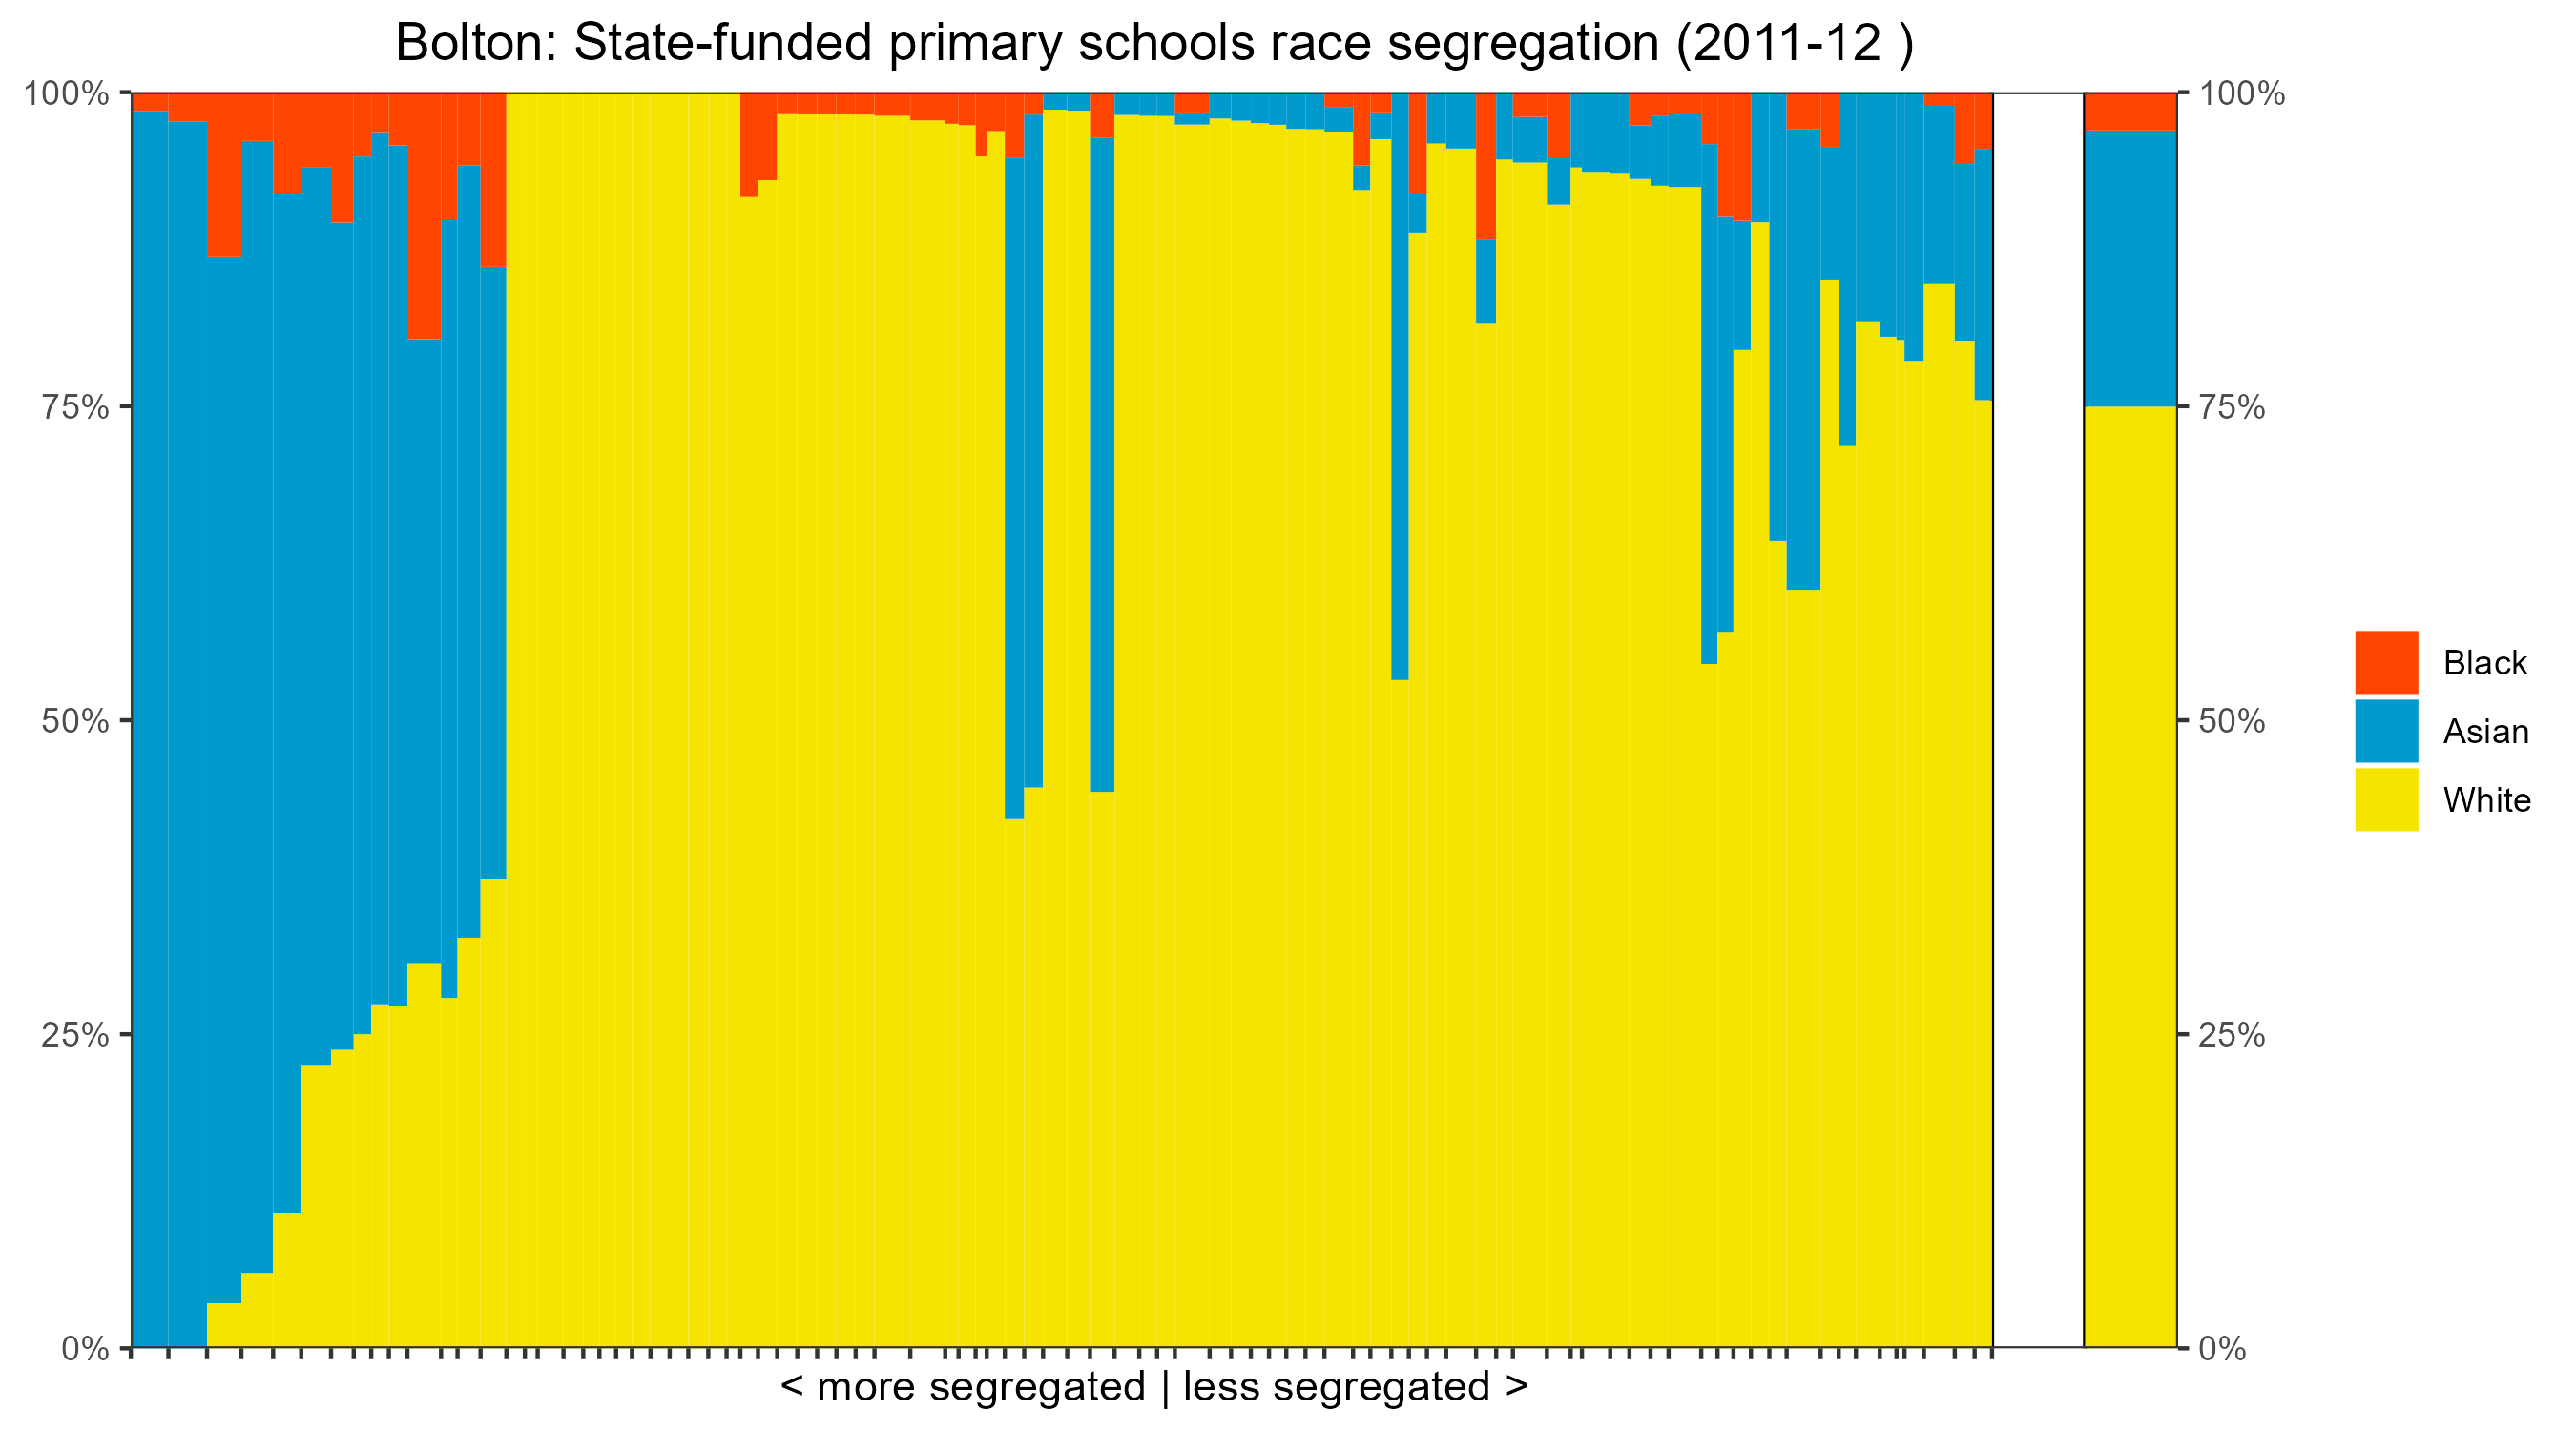 Bolton: State-funded primary schools race segregation (2011-12 )
100%
75%
50%
25%
0%
100%
75%
50%
25%
0%
Black
Asian
White
< more segregated | less segregated >